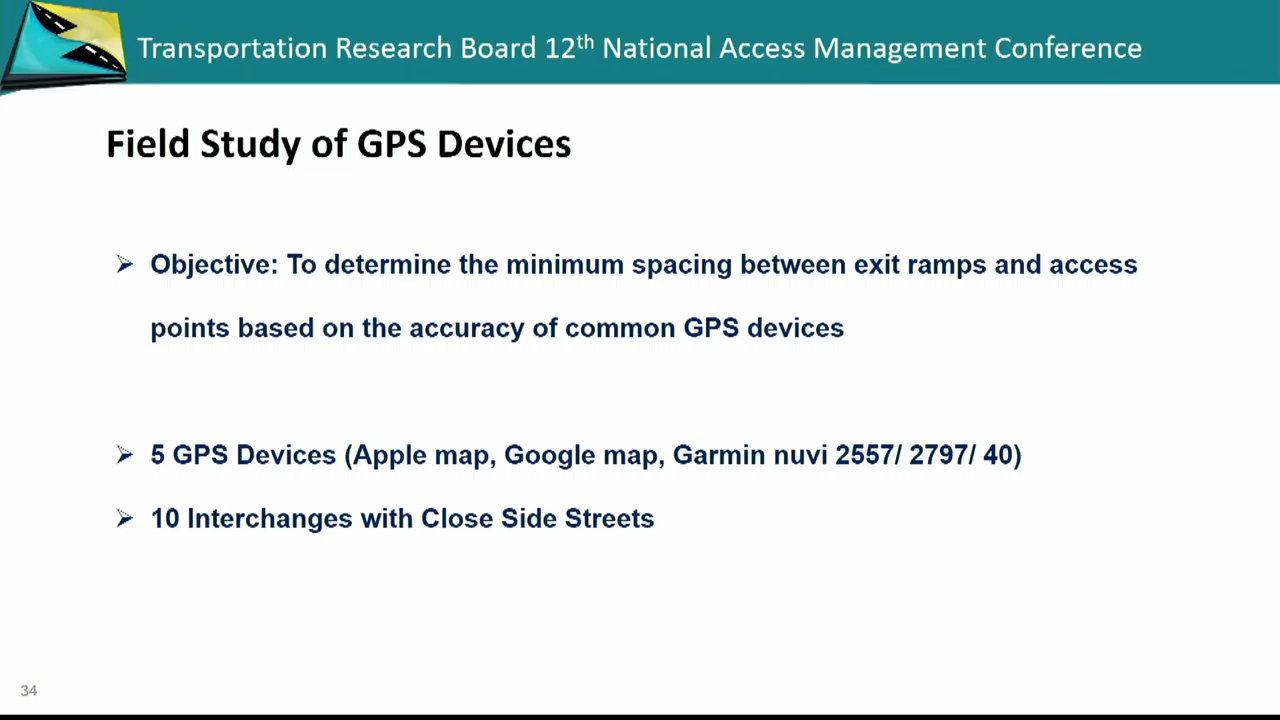 Transportation Research Board 12th National Access Management Conference
Field Study of GPS Devices
➢ Objective: To determine the minimum spacing between exit ramps and access
points based on the accuracy of common GPS devices
➢ 5 GPS Devices (Apple map, Google map, Garmin nuvi 2557/ 2797/ 40)
➢ 10 Interchanges with Close Side Streets
34